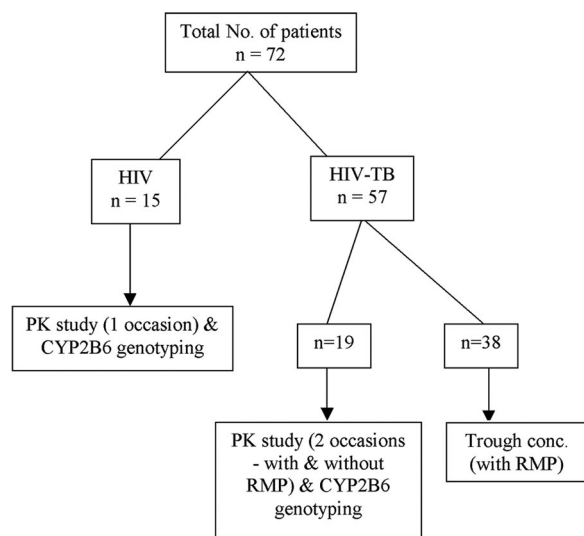 Total No. of patients
n = 72
HIV
n = 15
HIV-TB
n = 57
PK study (1 occasion) &
CYP2B6 genotyping
n=19
n=38
PK study (2 occasions
- with & without
RMP) & CYP2B6
genotyping
Trough conc.
(with RMP)